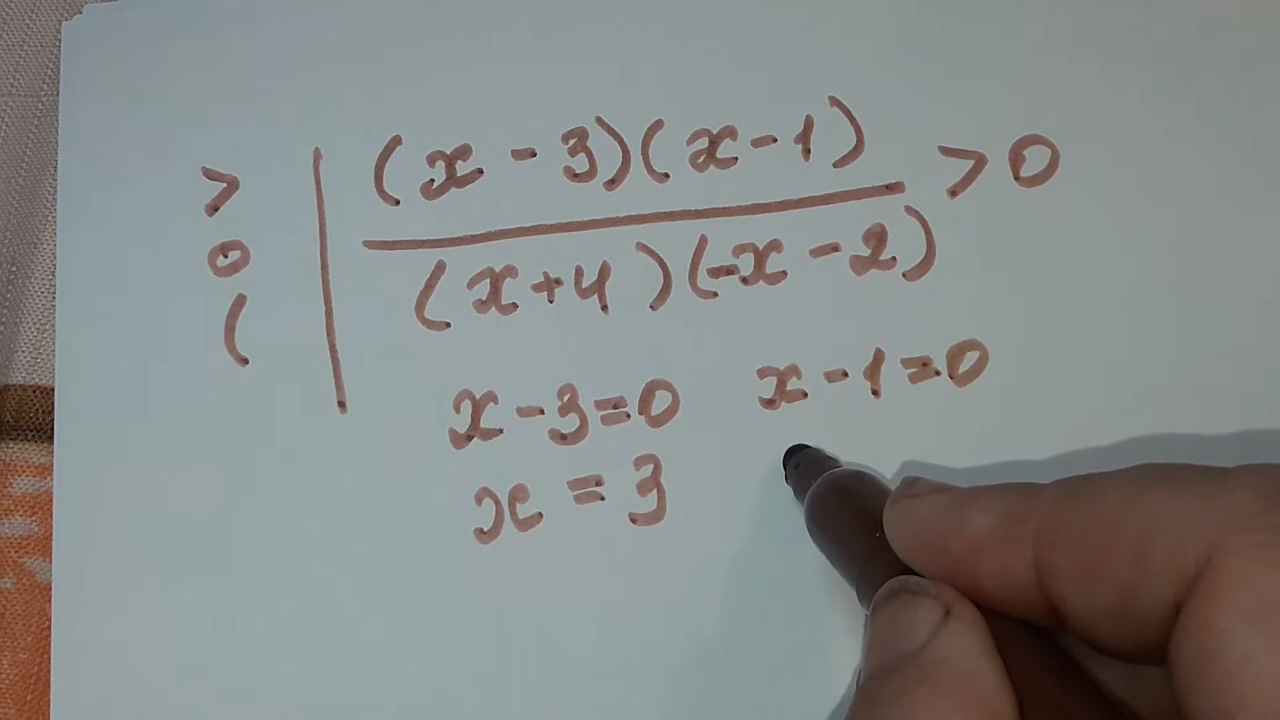 >
0
(
(x - 3)(x - 1)
(x + 4)(-x - 2)
> 0
x - 3 = 0
x - 1 = 0
x = 3